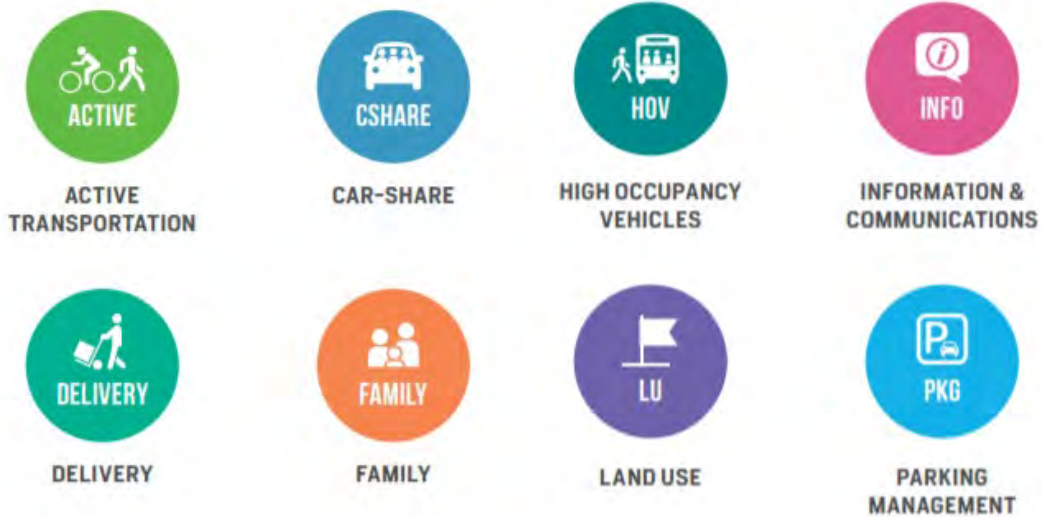 ACTIVE
ACTIVE
TRANSPORTATION
CSHARE
CAR-SHARE
HOV
HIGH OCCUPANCY
VEHICLES
INFO
INFORMATION &
COMMUNICATIONS
DELIVERY
DELIVERY
FAMILY
FAMILY
LU
LAND USE
P
PKG
PARKING
MANAGEMENT